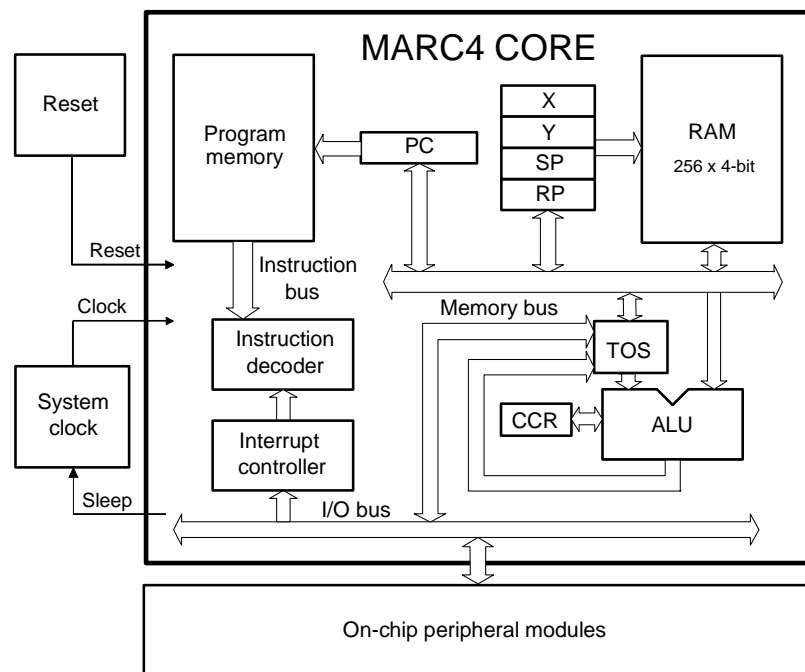 MARC4 CORE
Reset
Program
memory
PC
X
Y
SP
RP
RAM
256 x 4-bit
Reset
Instruction
bus
Clock
Memory bus
Instruction
decoder
TOS
System
clock
CCR
ALU
Interrupt
controller
Sleep
I/O bus
On-chip peripheral modules